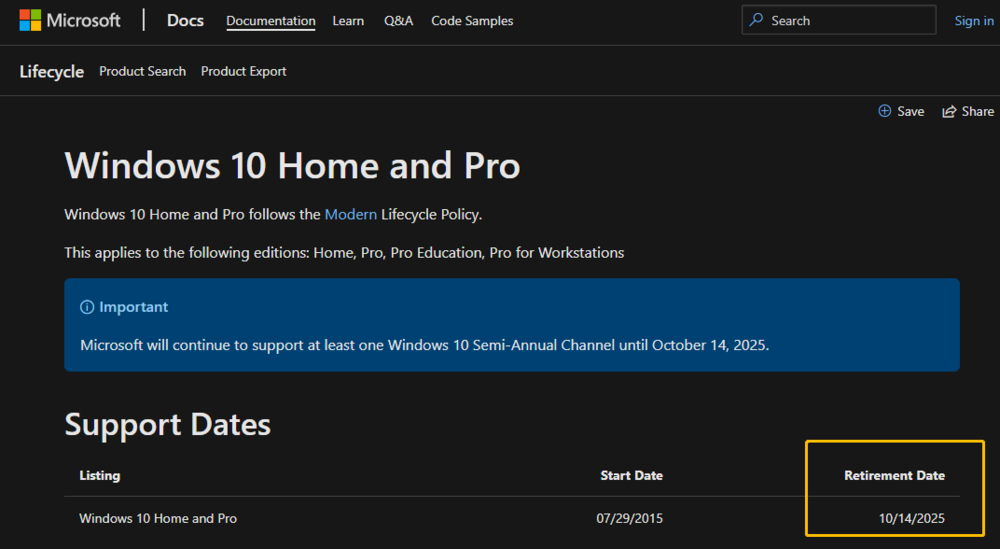 Microsoft Docs Documentation Learn Q&A Code Samples Search Sign in
Lifecycle Product Search Product Export
Save Share
Windows 10 Home and Pro
Windows 10 Home and Pro follows the Modern Lifecycle Policy.
This applies to the following editions: Home, Pro, Pro Education, Pro for Workstations
Important
Microsoft will continue to support at least one Windows 10 Semi-Annual Channel until October 14, 2025.
Support Dates
Listing Start Date Retirement Date
Windows 10 Home and Pro 07/29/2015 10/14/2025